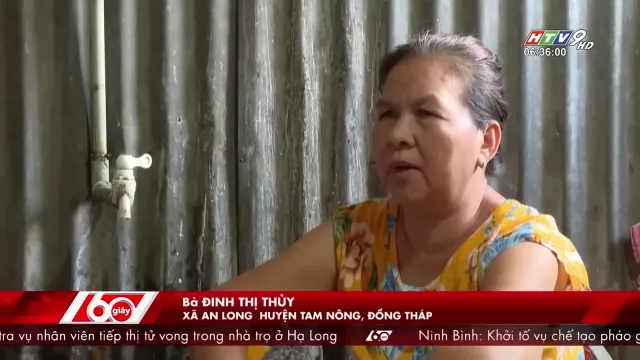 HTV9 HD
06:36:00
60 giây
Bà ĐINH THỊ THỦY
XÃ AN LONG HUYỆN TAM NÔNG, ĐỒNG THÁP
tra vụ nhân viên tiếp thị tử vong trong nhà trọ ở Hạ Long
60 giây
Ninh Bình: Khởi tố vụ chế tạo pháo